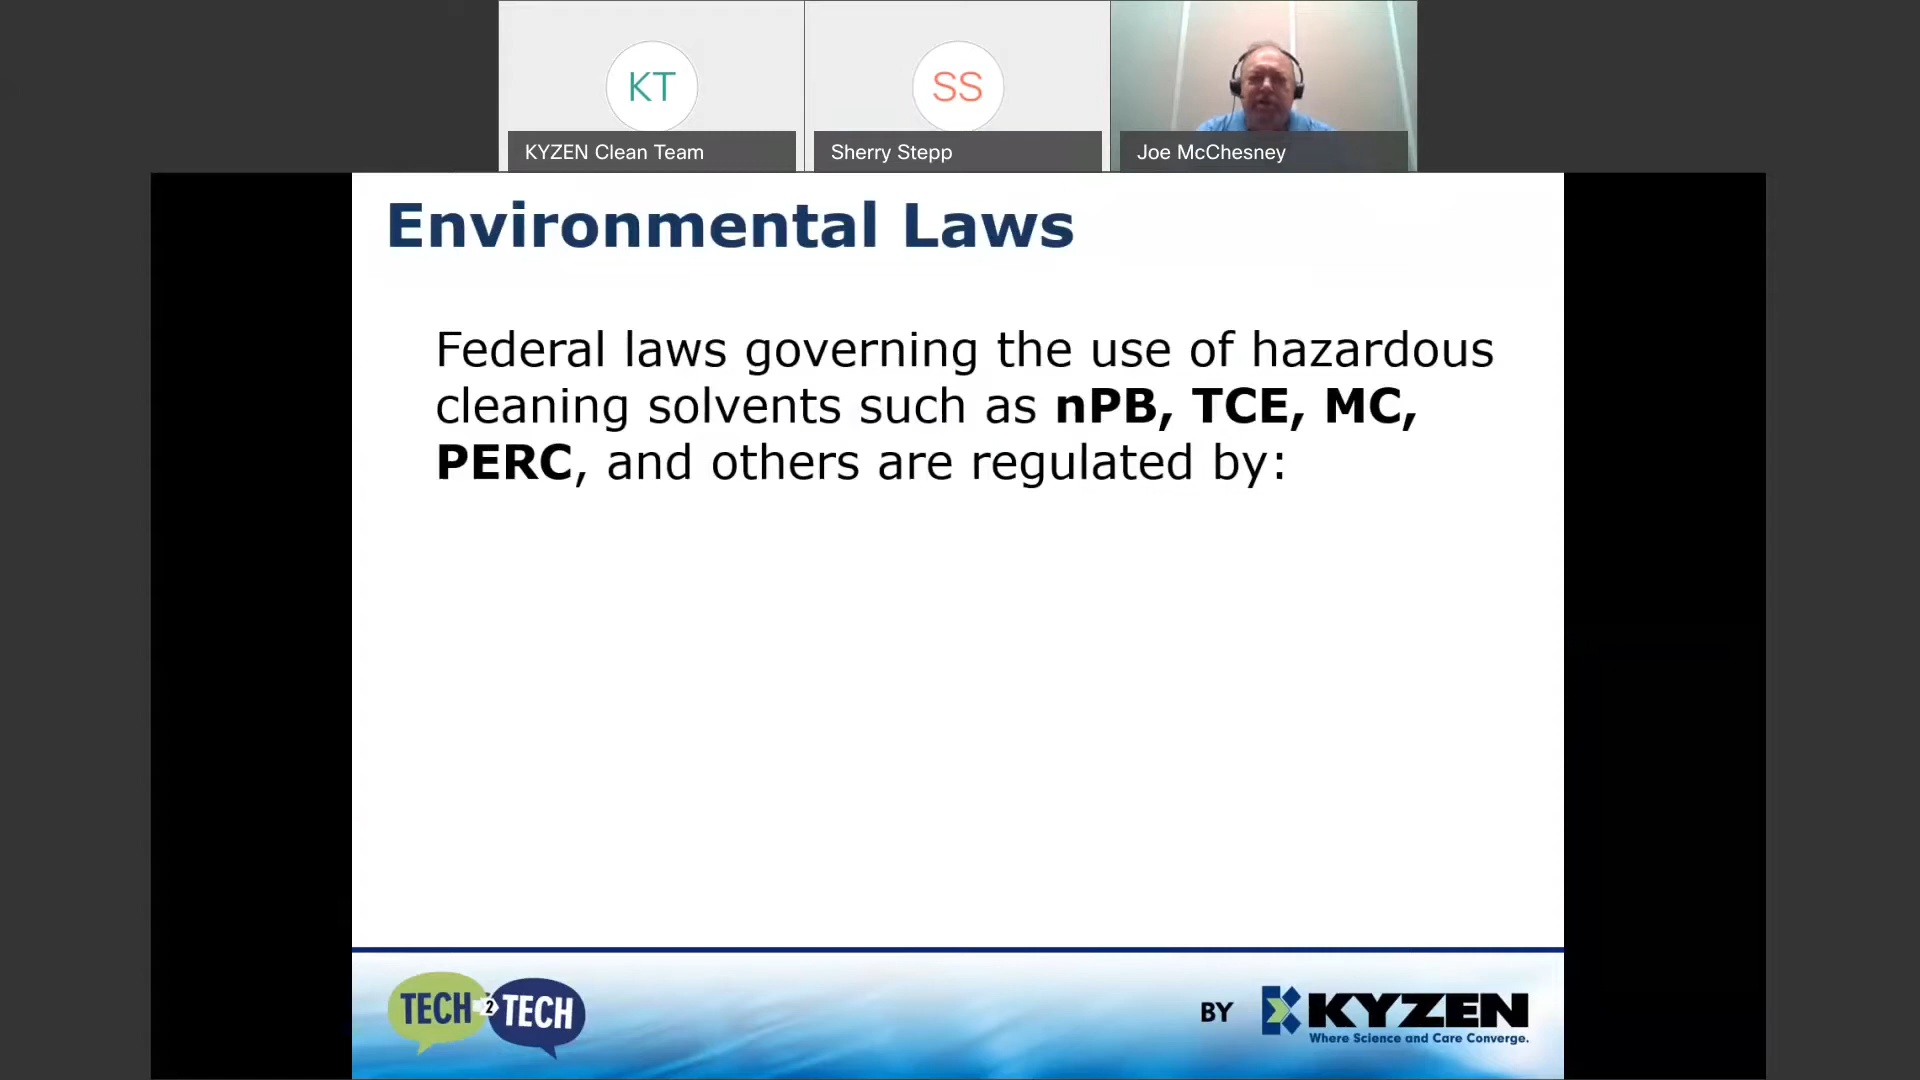 KT
KYZEN Clean Team
SS
Sherry Stepp
Joe McChesney
Environmental Laws
Federal laws governing the use of hazardous
cleaning solvents such as nPB, TCE, MC,
PERC, and others are regulated by:
TECH 2 TECH
BY KYZEN
Where Science and Care Converge.